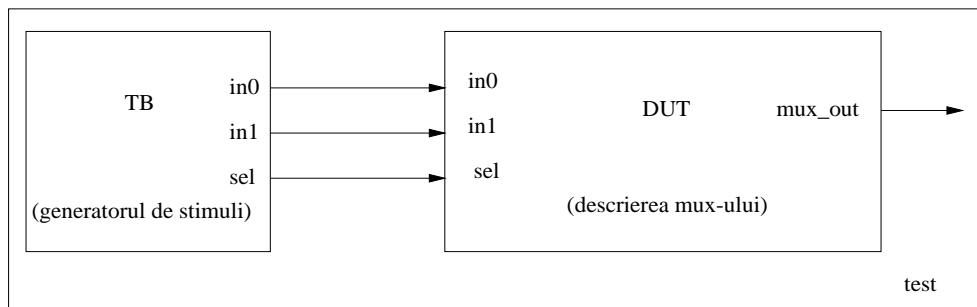 TB
in0
in1
sel
(generatorul de stimuli)
in0
in1
sel
DUT
mux_out
(descrierea mux-ului)
test